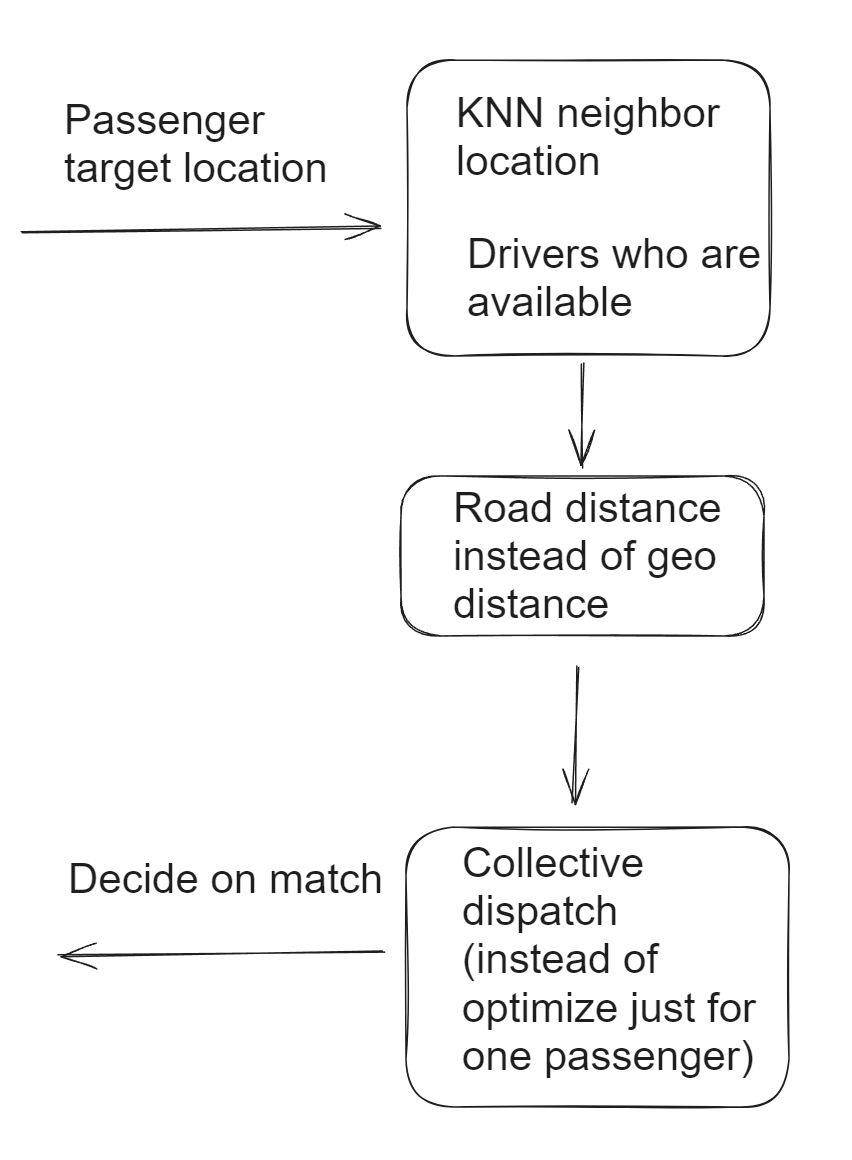 Passenger
target location
KNN neighbor
location
Drivers who are
available
Road distance
instead of geo
distance
Collective
dispatch
(instead of
optimize just for
one passenger)
Decide on match